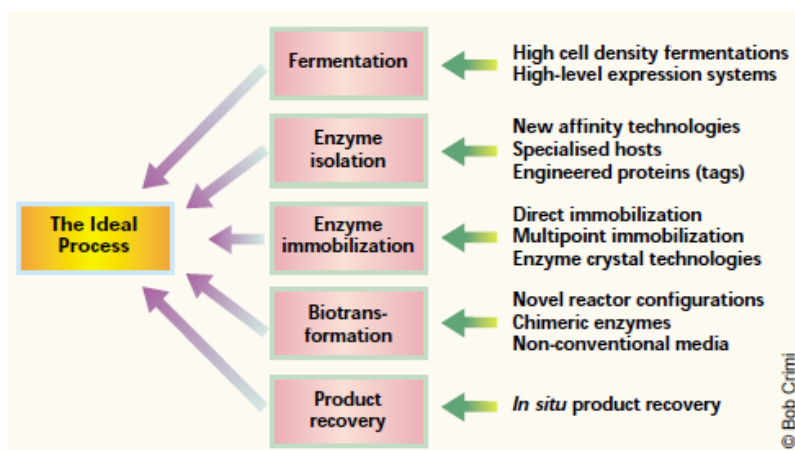 Fermentation
High cell density fermentations
High-level expression systems
Enzyme
isolation
New affinity technologies
Specialised hosts
Engineered proteins (tags)
The Ideal
Process
Enzyme
immobilization
Direct immobilization
Multipoint immobilization
Enzyme crystal technologies
Biotrans-
formation
Novel reactor configurations
Chimeric enzymes
Non-conventional media
Product
recovery
In situ product recovery
© Bob Crimi